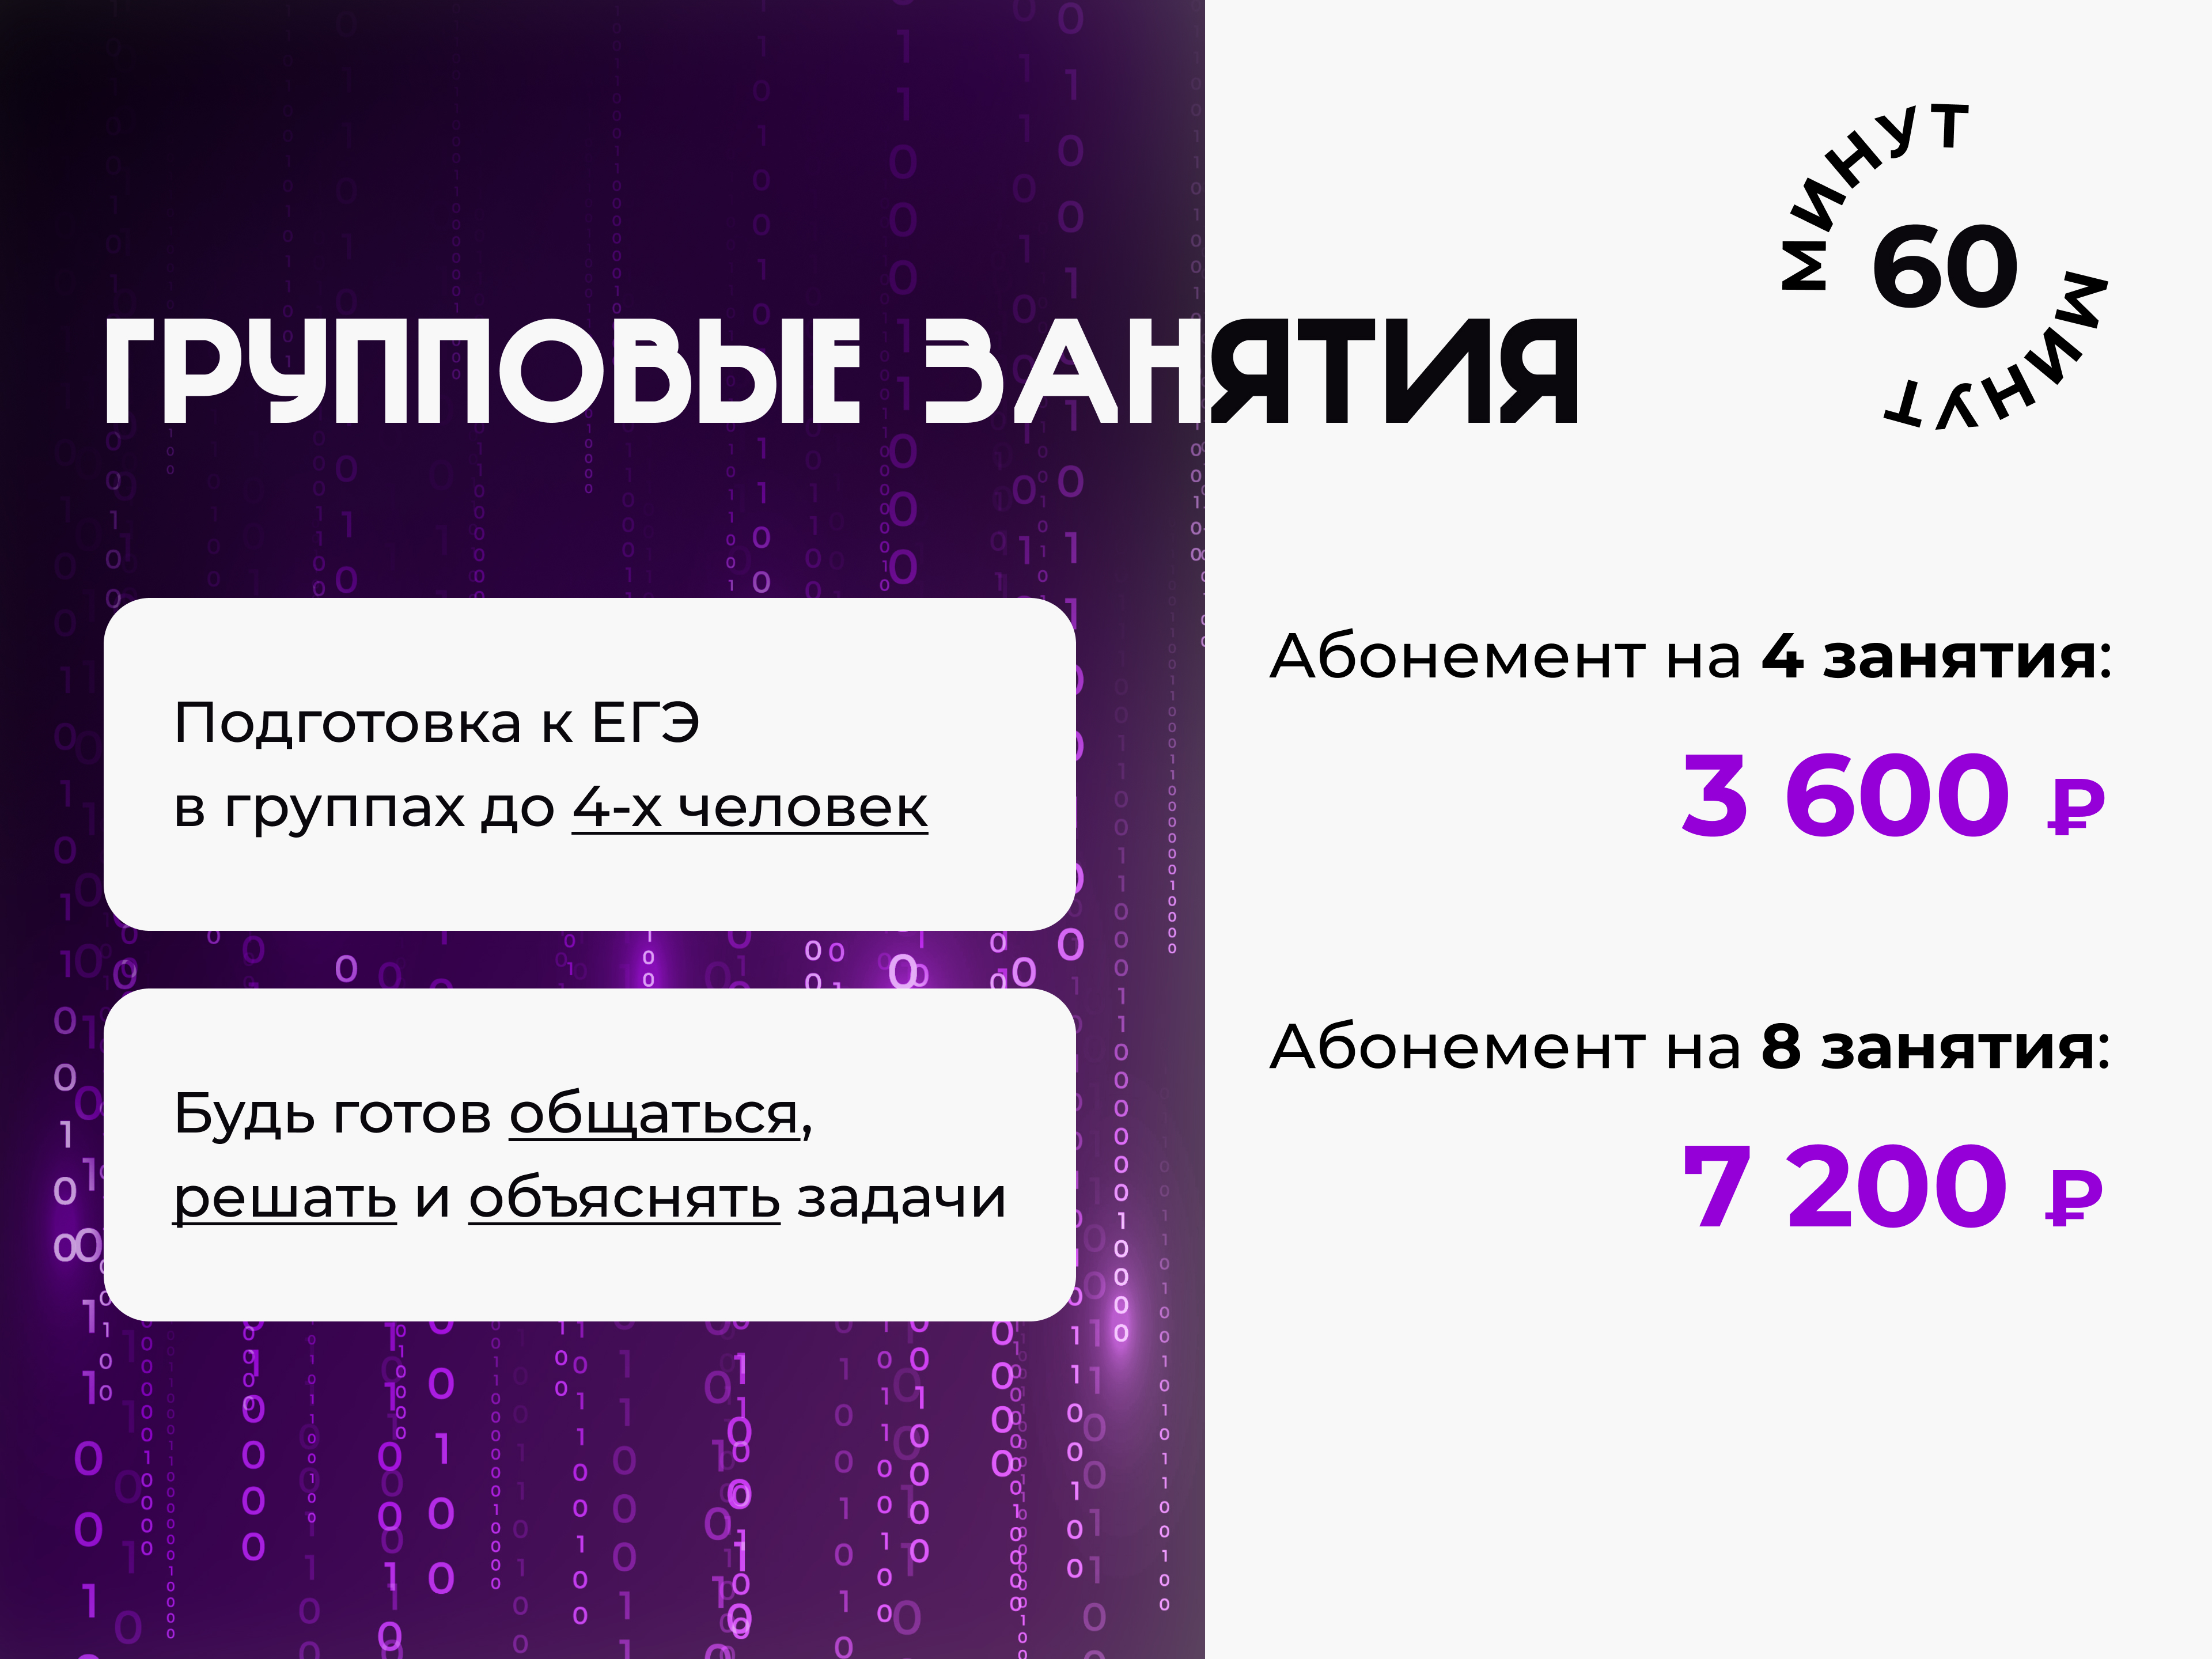 ГРУППОВЫЕ ЗАНЯТИЯ
МИНУТ
60
МИНУТ
Подготовка к ЕГЭ
в группах до 4-х человек
Будь готов общаться,
решать и объяснять задачи
Абонемент на 4 занятия:
3 600 ₽
Абонемент на 8 занятия:
7 200 ₽